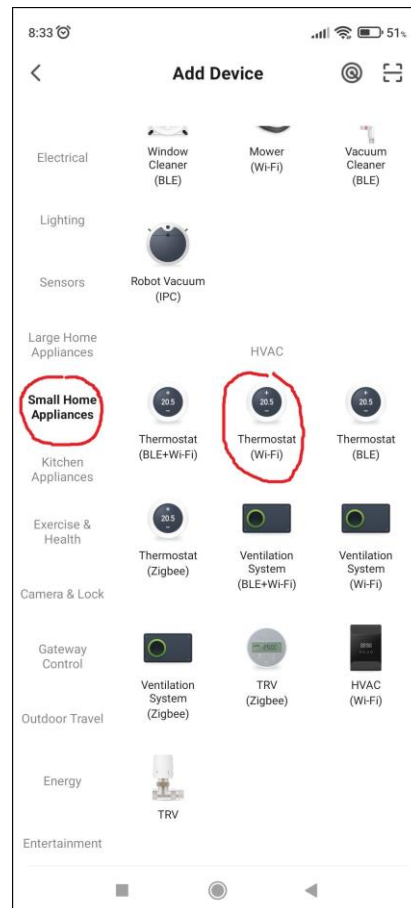 8:33
51%
Add Device
Electrical
Lighting
Sensors
Large Home
Appliances
Small Home
Appliances
Kitchen
Appliances
Exercise &
Health
Camera & Lock
Gateway
Control
Outdoor Travel
Energy
Entertainment
Window
Cleaner
(BLE)
Mower
(Wi-Fi)
Vacuum
Cleaner
(BLE)
Robot Vacuum
(IPC)
HVAC
20.5
Thermostat
(BLE+Wi-Fi)
20.5
Thermostat
(Wi-Fi)
20.5
Thermostat
(BLE)
20.5
Thermostat
(Zigbee)
Ventilation
System
(BLE+Wi-Fi)
Ventilation
System
(Wi-Fi)
Ventilation
System
(Zigbee)
TRV
(Zigbee)
HVAC
(Wi-Fi)
TRV